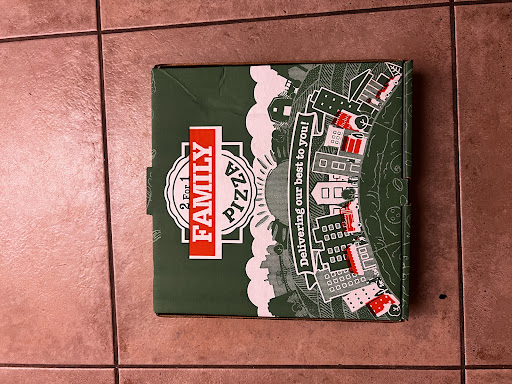 2 For 1
FAMILY
PIZZA
Delivering our best to you!